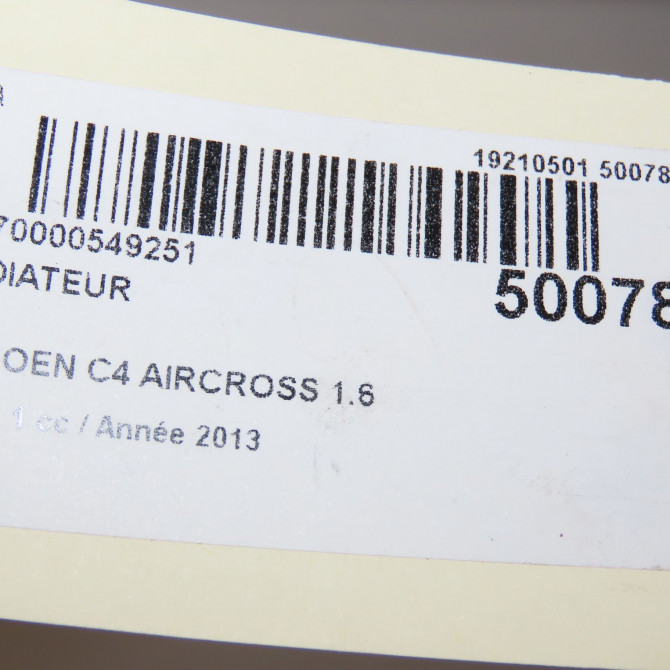 19210501 50078
70000549251
DIATEUR
50078
OEN C4 AIRCROSS 1.6
1 cc / Année 2013